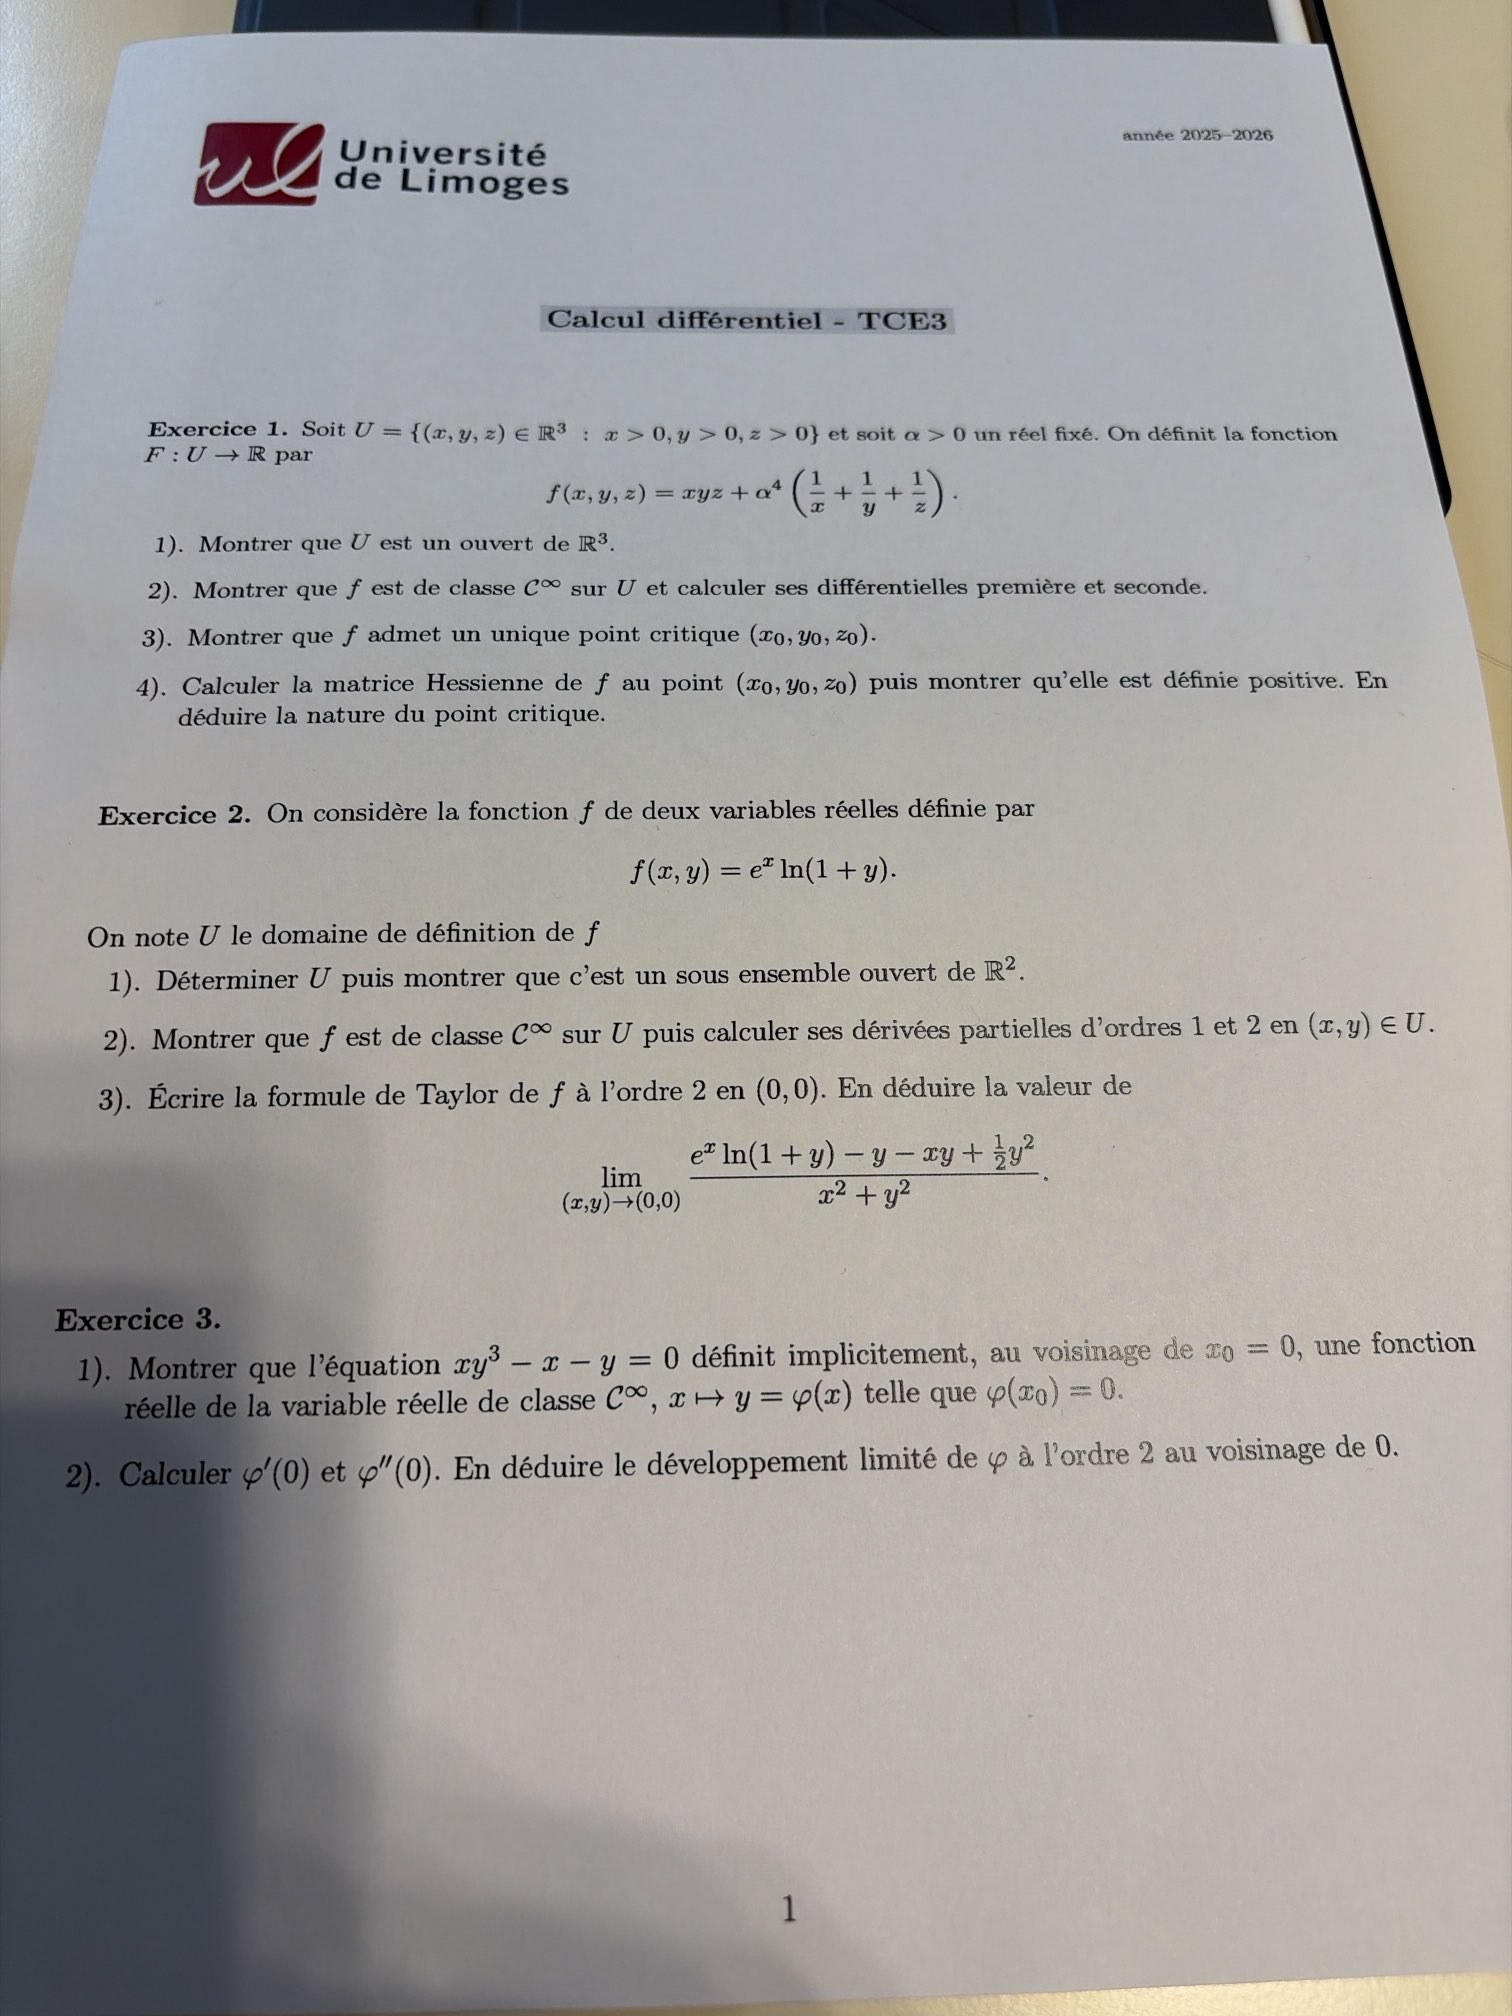 Université
de Limoges
année 2025–2026
Calcul différentiel - TCE3
Exercice 1. Soit U = {(x, y, z) ∈ ℝ³ : x > 0, y > 0, z > 0} et soit α > 0 un réel fixé. On définit la fonction
F : U → ℝ par
f(x, y, z) = xyz + α⁴ (1/x + 1/y + 1/z).
1). Montrer que U est un ouvert de ℝ³.
2). Montrer que f est de classe C∞ sur U et calculer ses différentielles première et seconde.
3). Montrer que f admet un unique point critique (x₀, y₀, z₀).
4). Calculer la matrice Hessienne de f au point (x₀, y₀, z₀) puis montrer qu'elle est définie positive. En
déduire la nature du point critique.
Exercice 2. On considère la fonction f de deux variables réelles définie par
f(x, y) = eˣ ln(1 + y).
On note U le domaine de définition de f
1). Déterminer U puis montrer que c'est un sous ensemble ouvert de ℝ².
2). Montrer que f est de classe C∞ sur U puis calculer ses dérivées partielles d'ordres 1 et 2 en (x, y) ∈ U.
3). Écrire la formule de Taylor de f à l'ordre 2 en (0, 0). En déduire la valeur de
lim (x,y)→(0,0) (eˣ ln(1 + y) − y − xy + ½y²) / (x² + y²).
Exercice 3.
1). Montrer que l'équation xy³ − x − y = 0 définit implicitement, au voisinage de x₀ = 0, une fonction
réelle de la variable réelle de classe C∞, x ↦ y = φ(x) telle que φ(x₀) = 0.
2). Calculer φ′(0) et φ″(0). En déduire le développement limité de φ à l'ordre 2 au voisinage de 0.
1